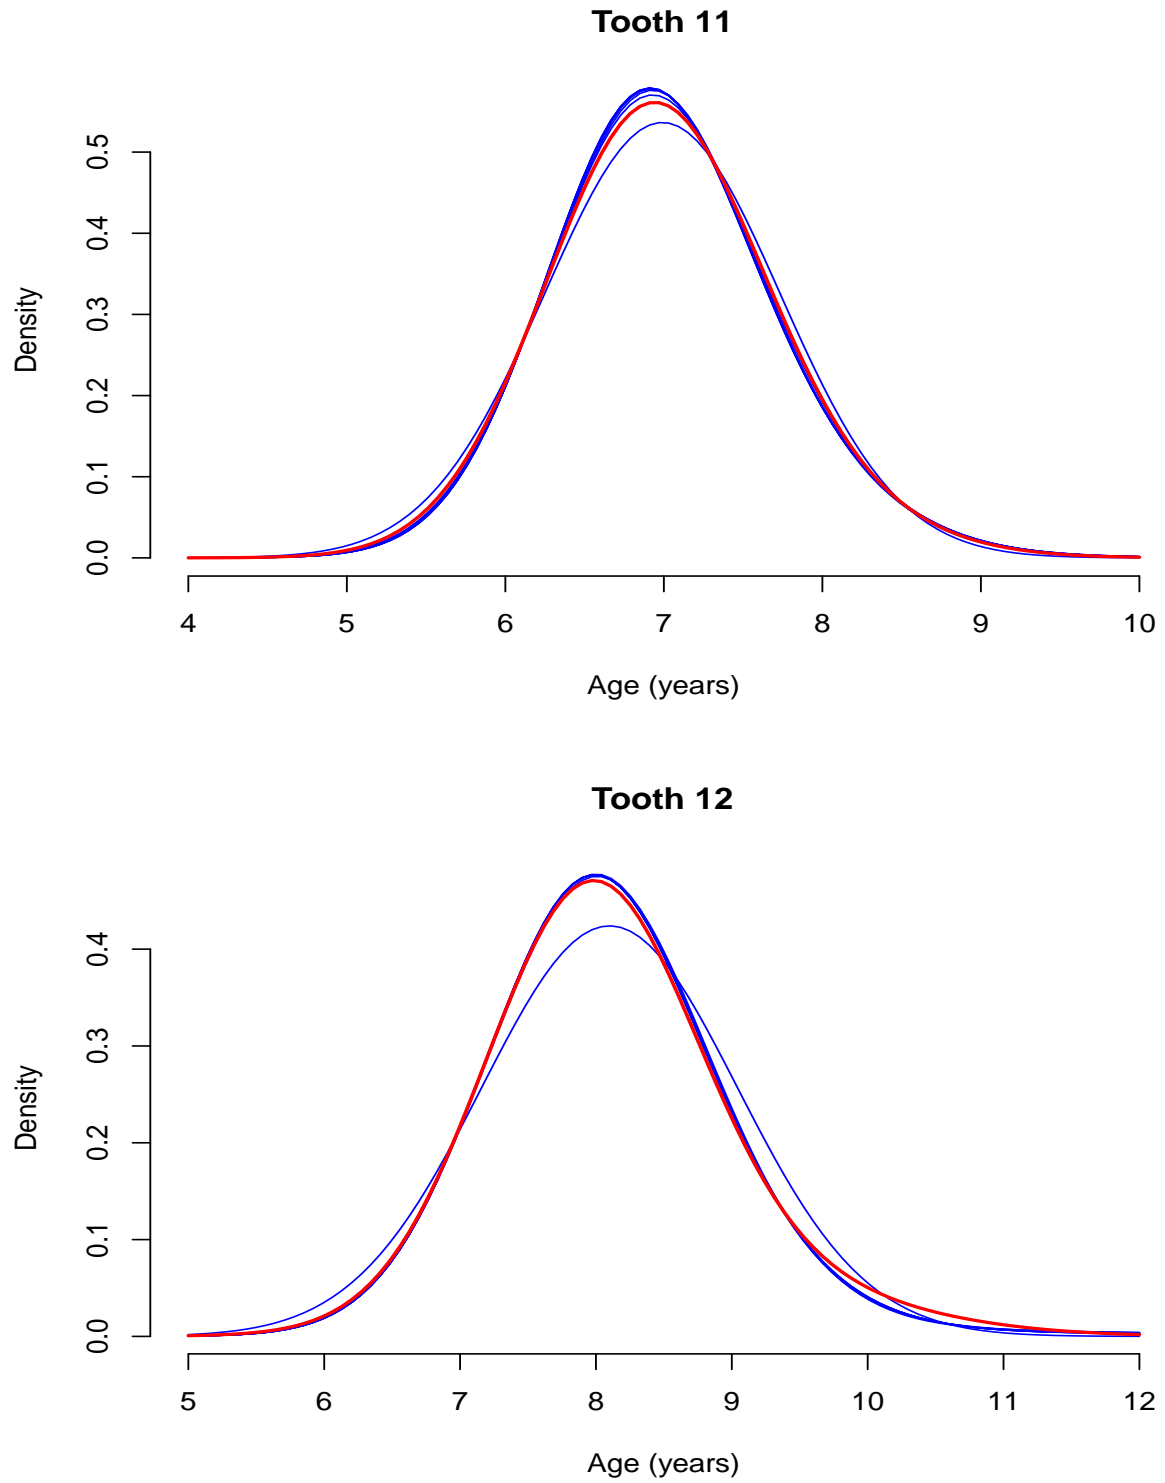 Tooth 11
Density
0.0 0.1 0.2 0.3 0.4 0.5
4 5 6 7 8 9 10
Age (years)
Tooth 12
Density
0.0 0.1 0.2 0.3 0.4
5 6 7 8 9 10 11 12
Age (years)